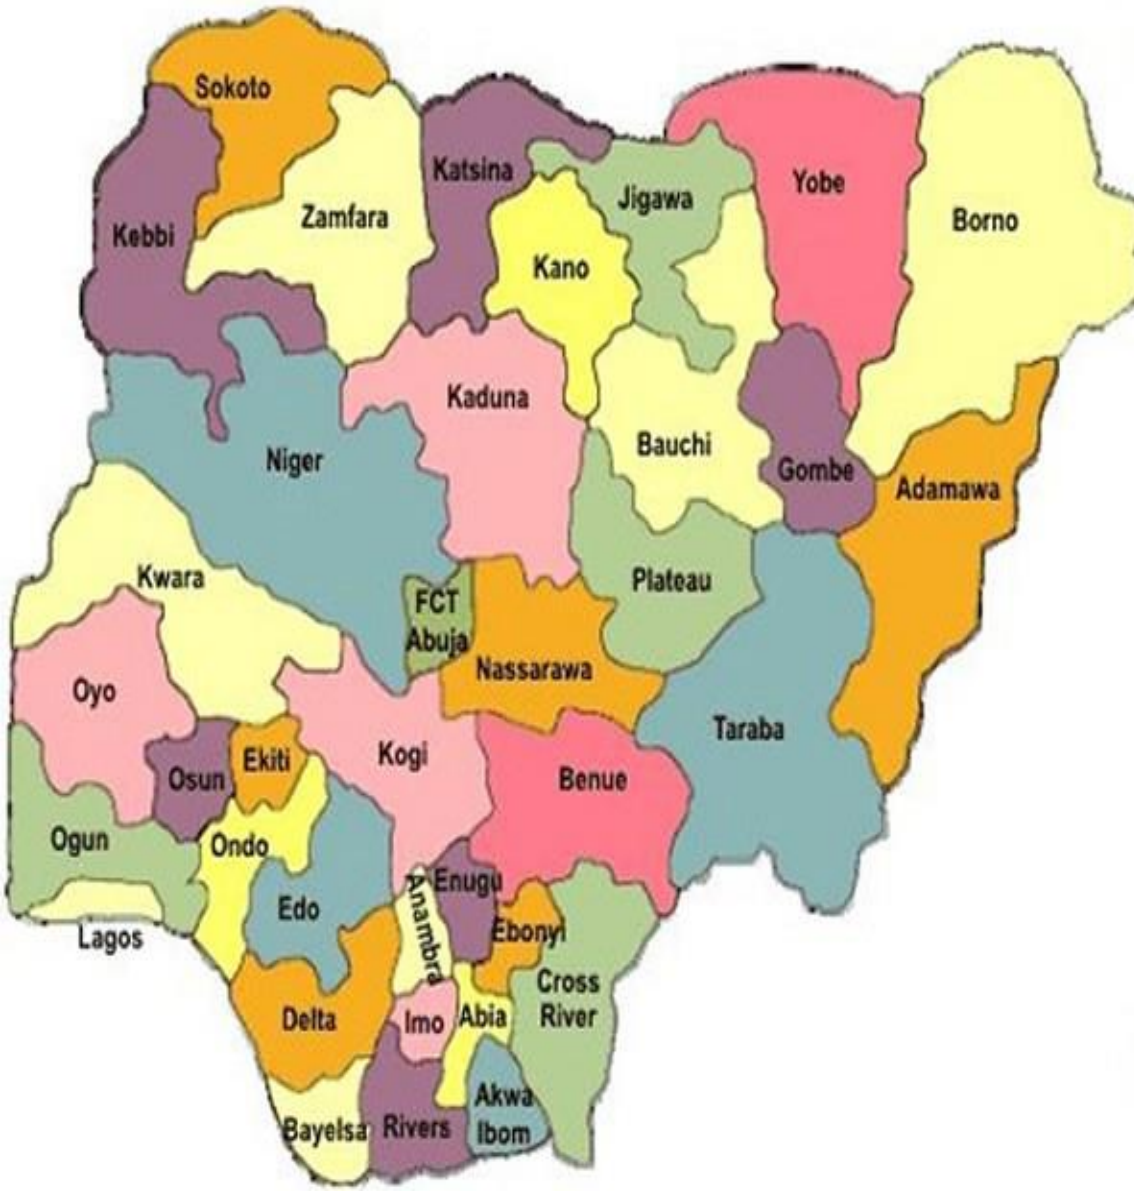 Sokoto
Katsina
Jigawa
Yobe
Zamfara
Borno
Kebbi
Kano
Kaduna
Bauchi
Niger
Gombe
Adamawa
Kwara
Plateau
FCT
Abuja
Nassarawa
Oyo
Taraba
Kogi
Benue
Ekiti
Osun
Ogun
Ondo
Enugu
Anambra
Edo
Ebonyi
Lagos
Cross
River
Delta
Imo
Abia
Akwa
Ibom
Bayelsa
Rivers